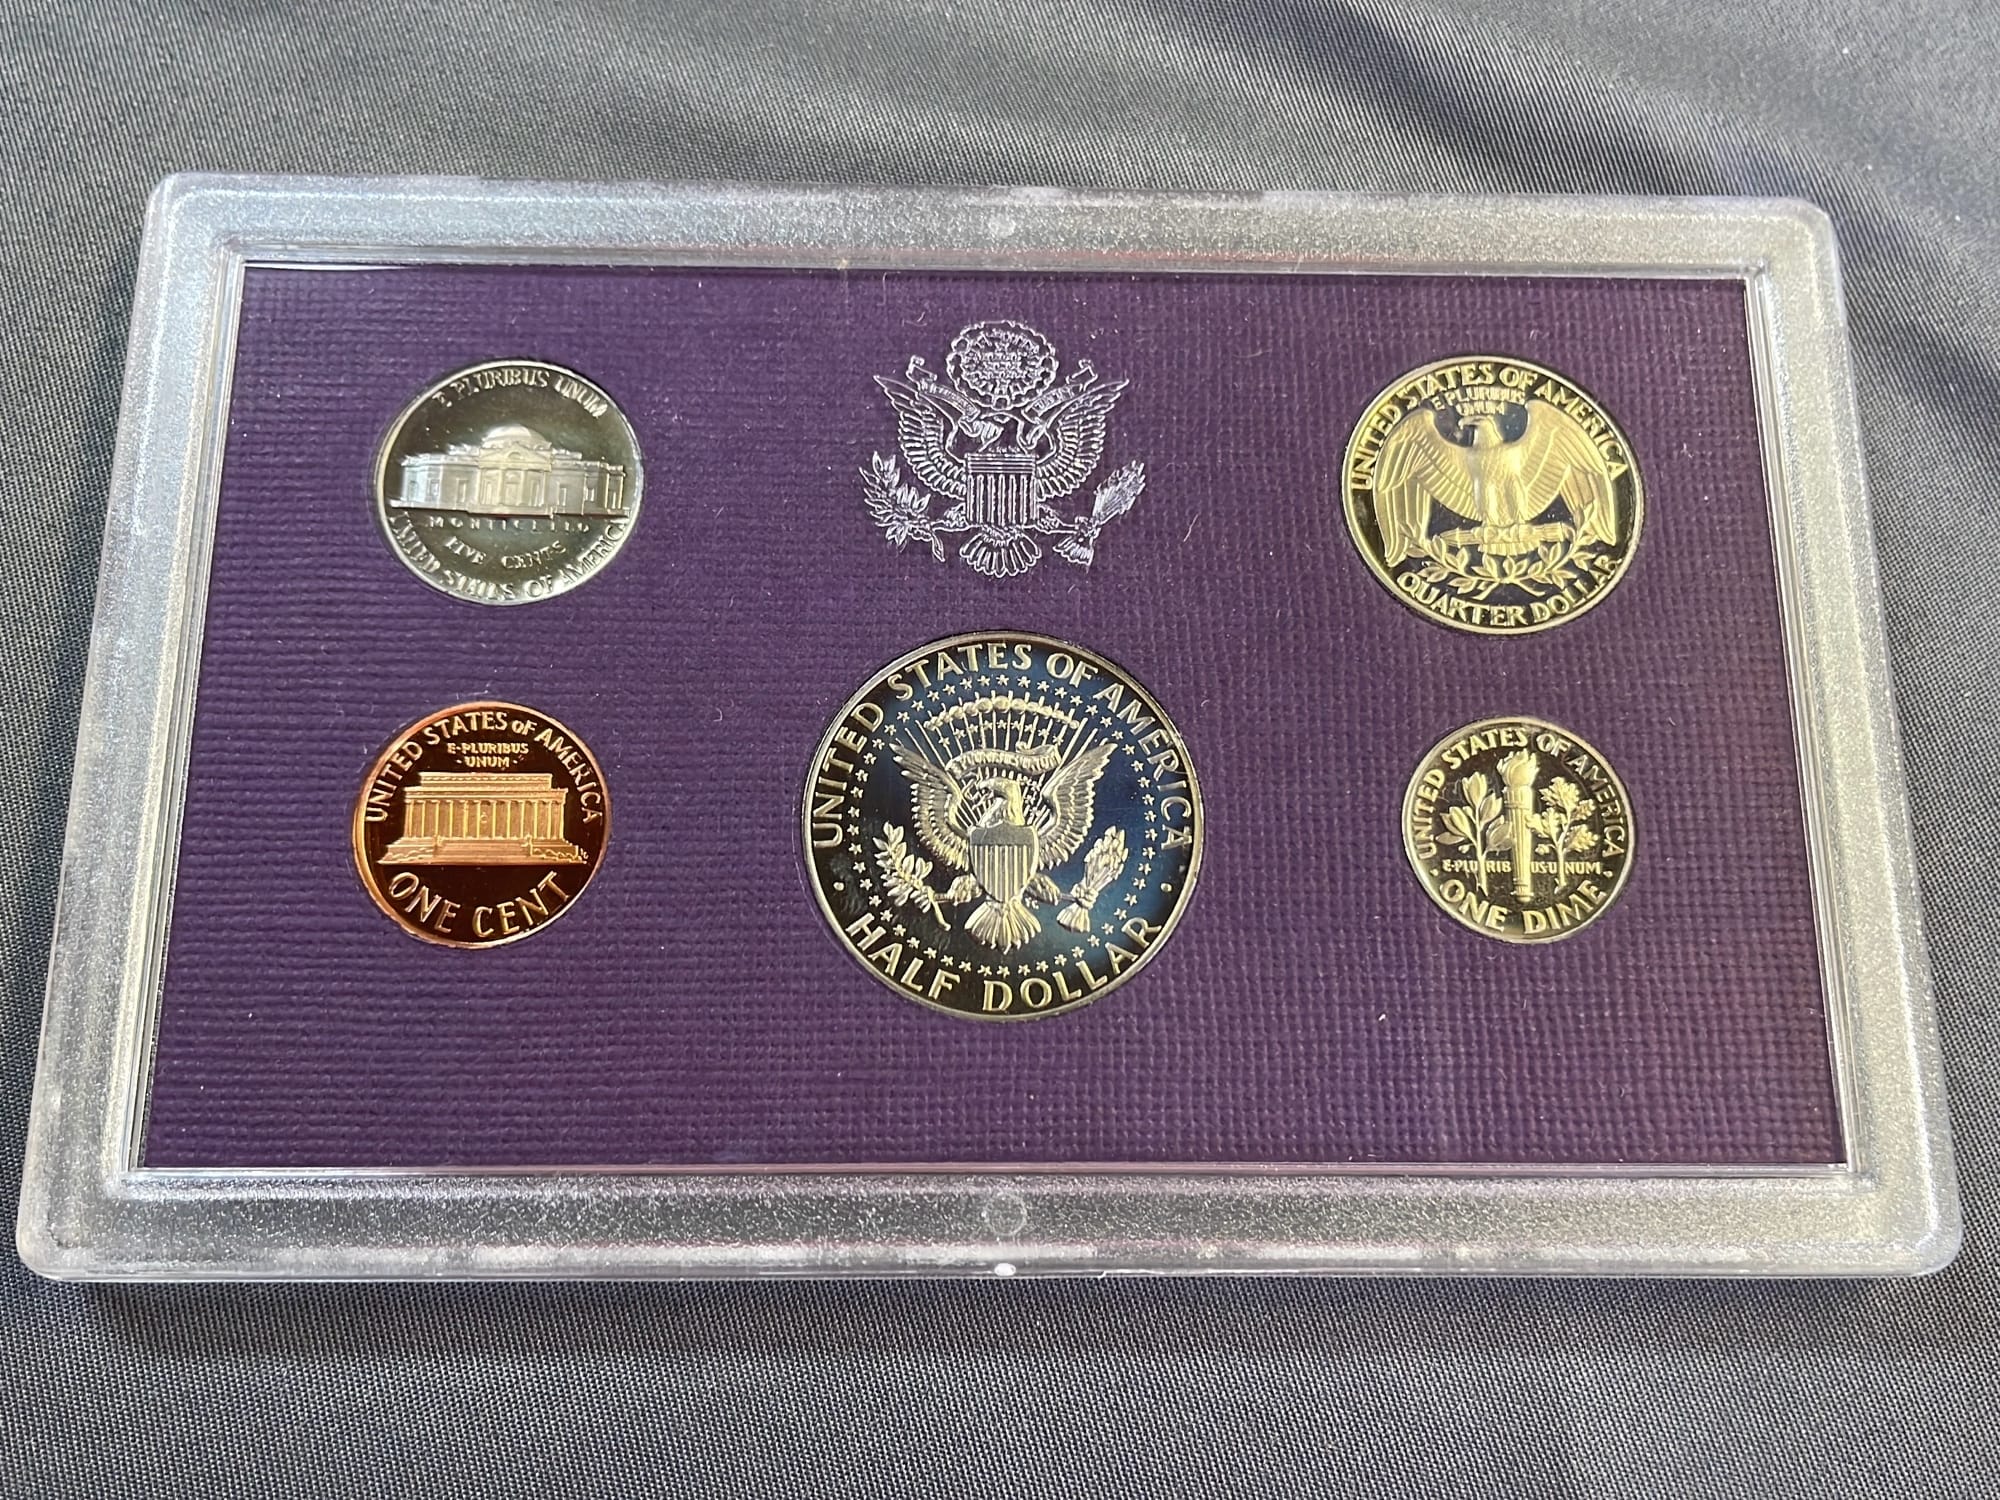 E PLURIBUS UNUM
MONTICELLO
FIVE CENTS
UNITED STATES OF AMERICA
UNITED STATES OF AMERICA
E PLURIBUS
UNUM
QUARTER DOLLAR
UNITED STATES OF AMERICA
E·PLURIBUS
·UNUM·
ONE CENT
UNITED STATES OF AMERICA
E PLURIBUS UNUM
· HALF DOLLAR ·
UNITED STATES OF AMERICA
E·PLURIBUS·UNUM
· ONE DIME ·